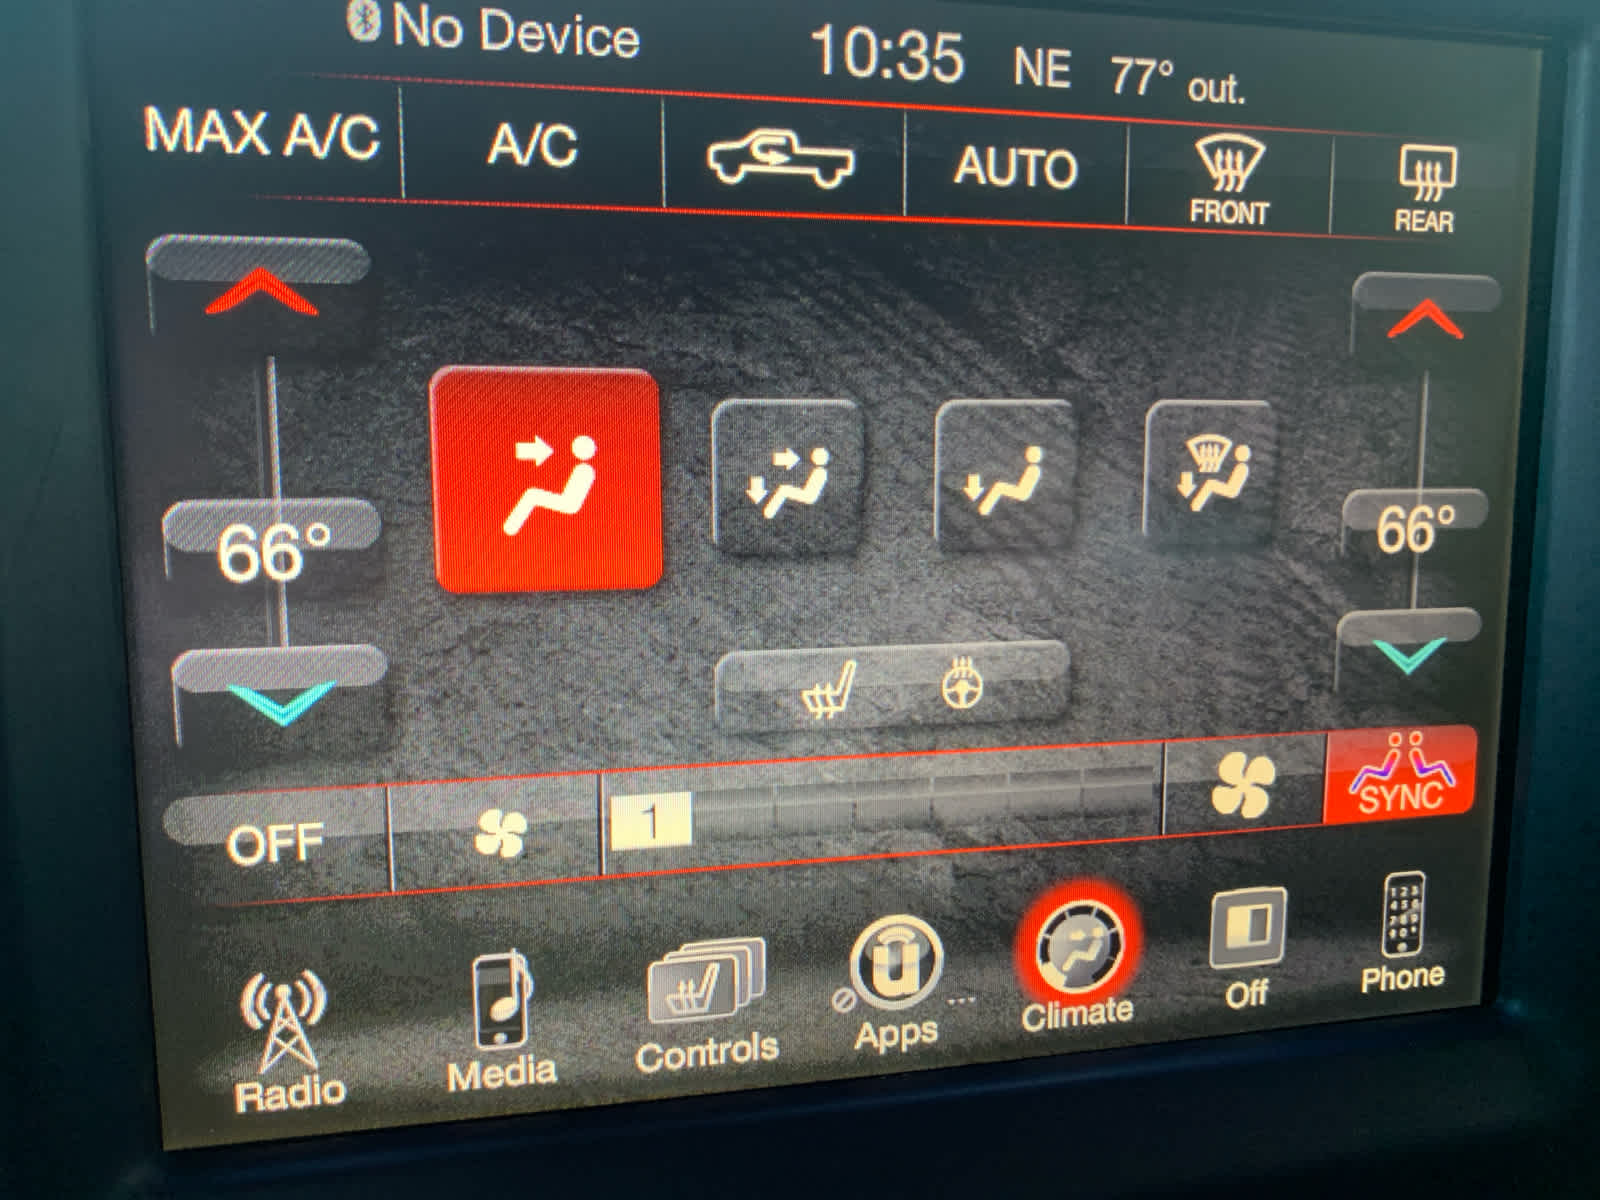 No Device 10:35 NE 77° out.
MAX A/C A/C AUTO FRONT REAR
66° 66°
OFF 1 SYNC
Radio Media Controls Apps ... Climate Off Phone